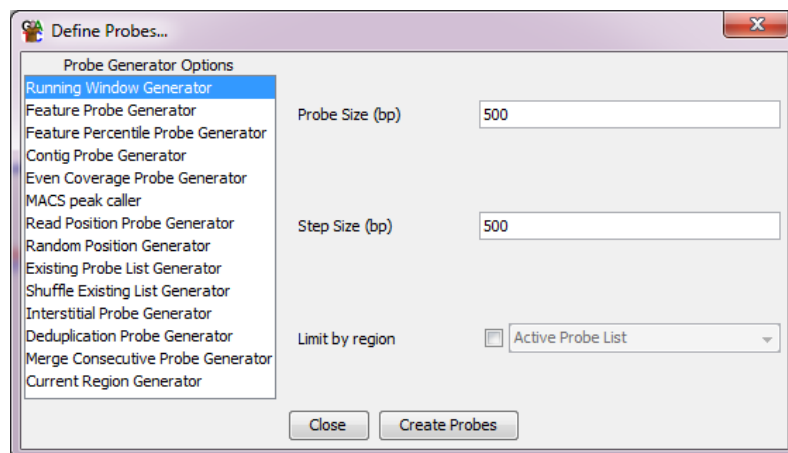 Define Probes...
Probe Generator Options
Running Window Generator
Feature Probe Generator
Feature Percentile Probe Generator
Contig Probe Generator
Even Coverage Probe Generator
MACS peak caller
Read Position Probe Generator
Random Position Generator
Existing Probe List Generator
Shuffle Existing List Generator
Interstitial Probe Generator
Deduplication Probe Generator
Merge Consecutive Probe Generator
Current Region Generator
Probe Size (bp) 500
Step Size (bp) 500
Limit by region Active Probe List
Close Create Probes